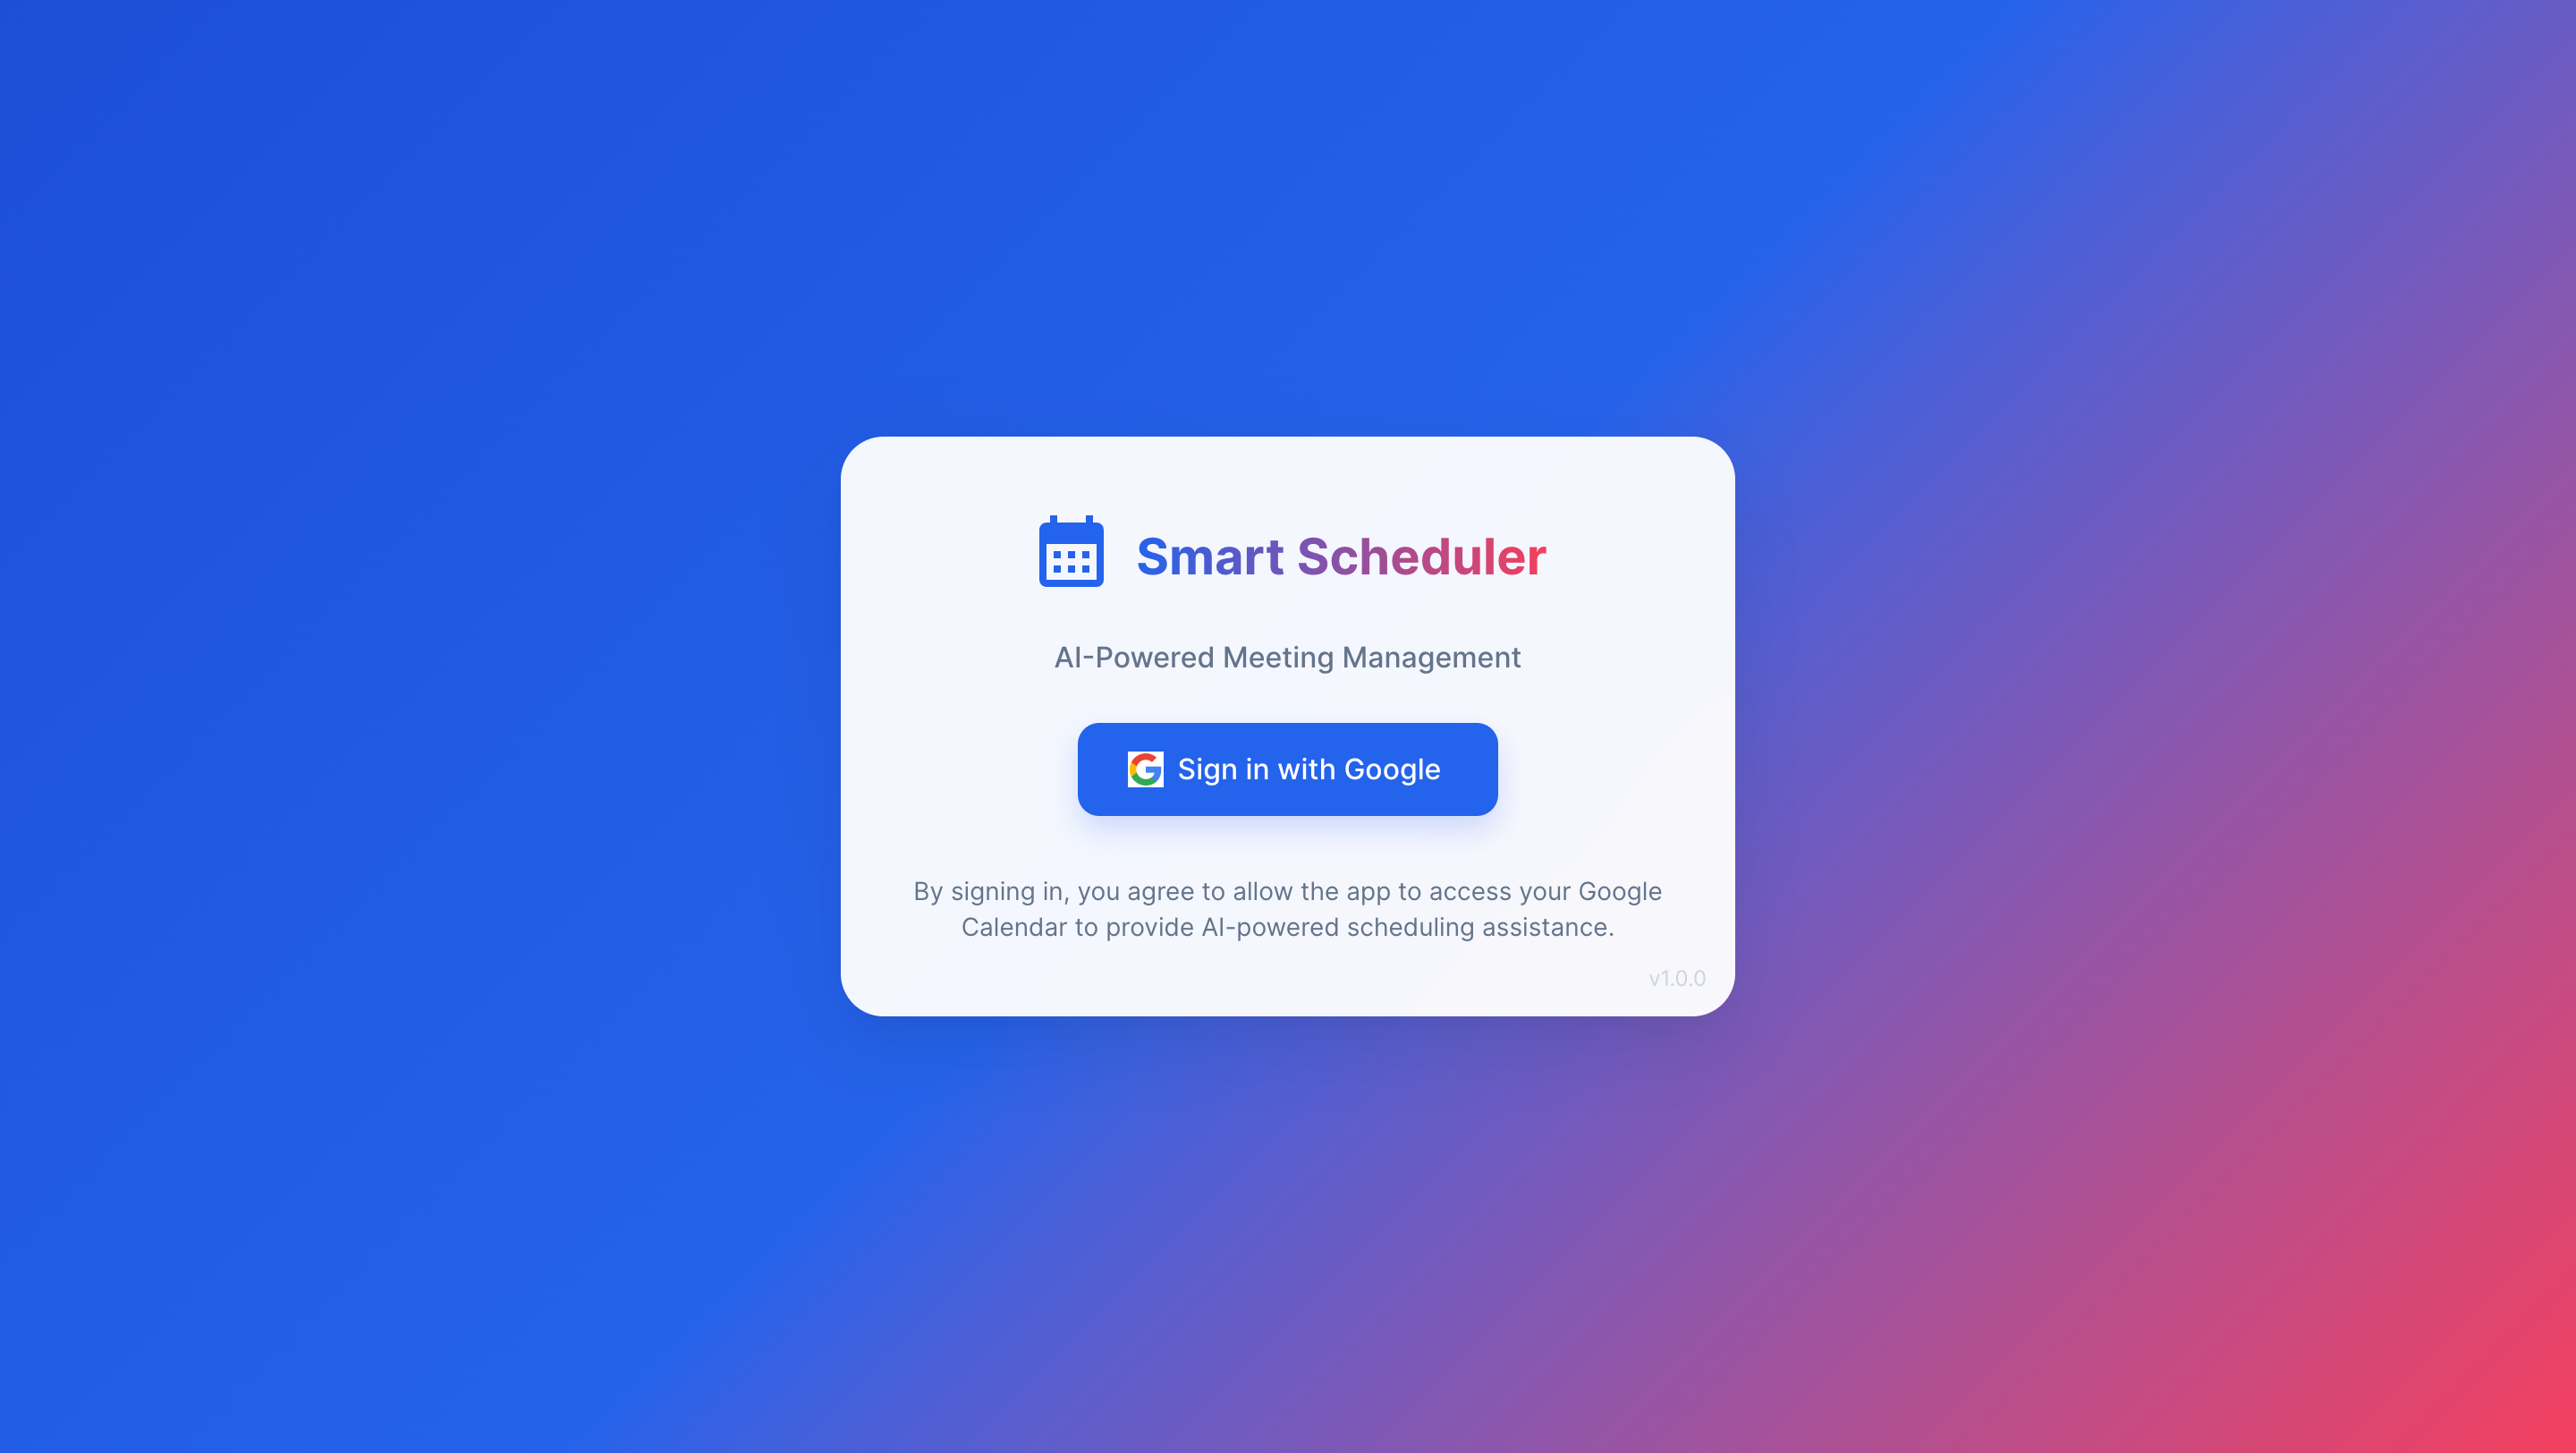 Smart Scheduler
AI-Powered Meeting Management
Sign in with Google
By signing in, you agree to allow the app to access your Google
Calendar to provide AI-powered scheduling assistance.
v1.0.0